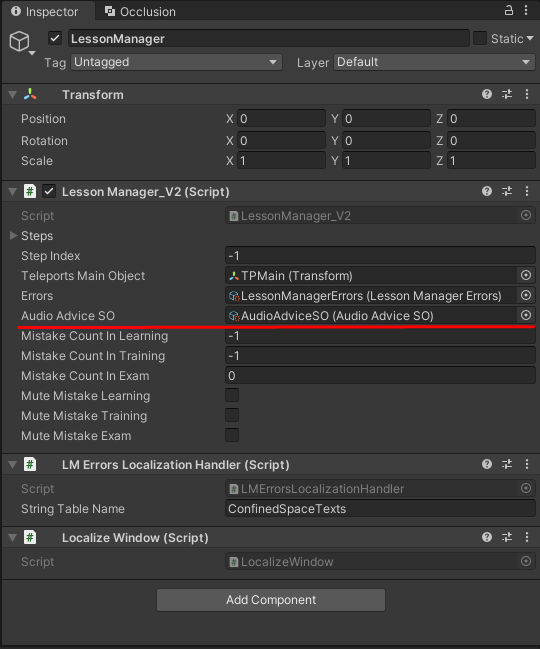 Inspector Occlusion
LessonManager Static
Tag Untagged Layer Default
Transform
Position X 0 Y 0 Z 0
Rotation X 0 Y 0 Z 0
Scale X 1 Y 1 Z 1
# Lesson Manager_V2 (Script)
Script # LessonManager_V2
Steps
Step Index -1
Teleports Main Object TPMain (Transform)
Errors LessonManagerErrors (Lesson Manager Errors)
Audio Advice SO AudioAdviceSO (Audio Advice SO)
Mistake Count In Learning -1
Mistake Count In Training -1
Mistake Count In Exam 0
Mute Mistake Learning
Mute Mistake Training
Mute Mistake Exam
# LM Errors Localization Handler (Script)
Script # LMErrorsLocalizationHandler
String Table Name ConfinedSpaceTexts
# Localize Window (Script)
Script # LocalizeWindow
Add Component